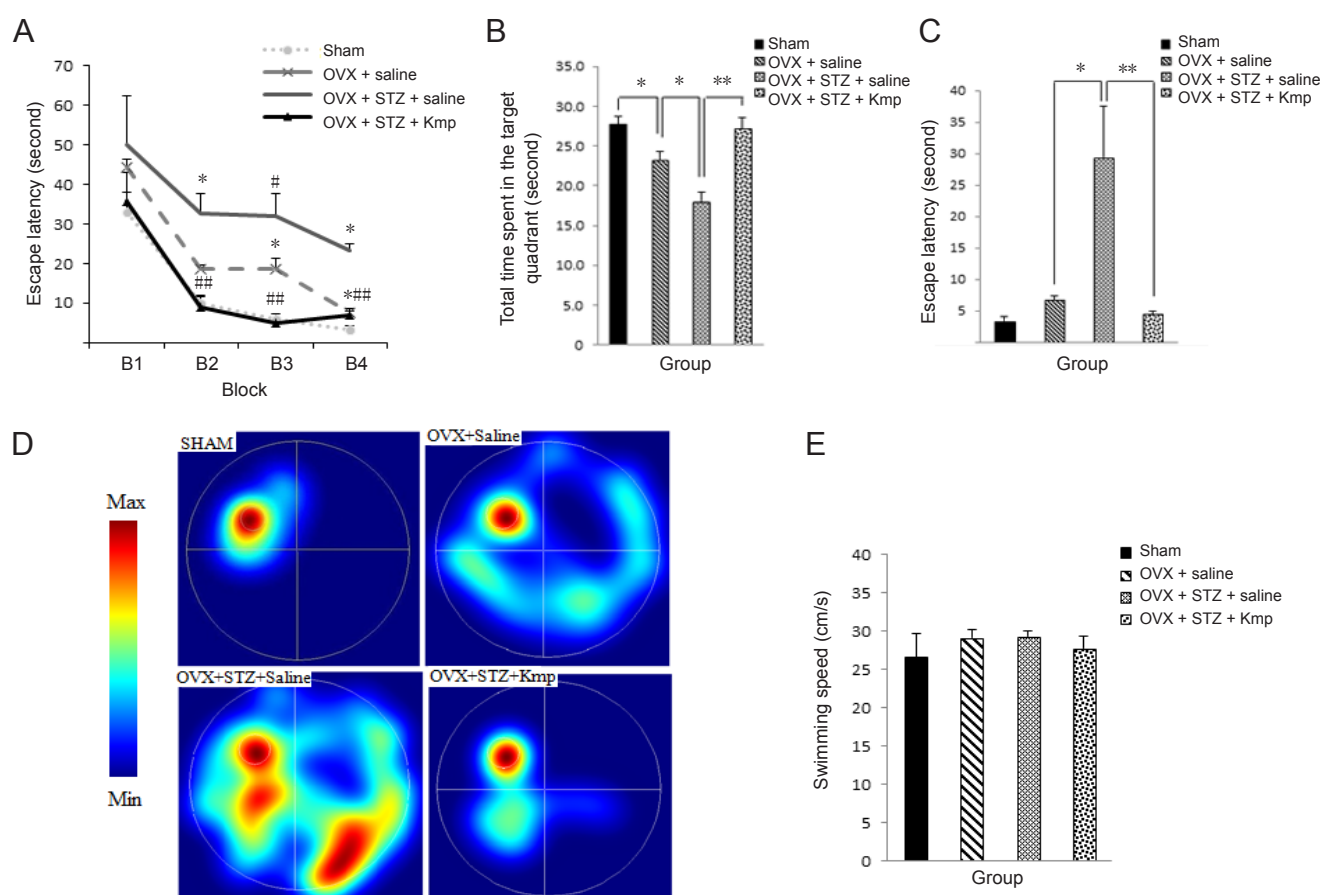 A
Sham
OVX + saline
OVX + STZ + saline
OVX + STZ + Kmp
70
60
50
40
30
20
10
Escape latency (second)
*
#
*
*
##
##
*##
B1 B2 B3 B4
Block
B
Sham
OVX + saline
OVX + STZ + saline
OVX + STZ + Kmp
* * **
35.0
30.0
25.0
20.0
15.0
10.0
5.0
0.0
Total time spent in the target
quadrant (second)
Group
C
Sham
OVX + saline
OVX + STZ + saline
OVX + STZ + Kmp
* **
40
35
30
25
20
15
10
5
Escape latency (second)
Group
D
Max
Min
SHAM
OVX+Saline
OVX+STZ+Saline
OVX+STZ+Kmp
E
Sham
OVX + saline
OVX + STZ + saline
OVX + STZ + Kmp
40
35
30
25
20
15
10
5
0
Swimming speed (cm/s)
Group